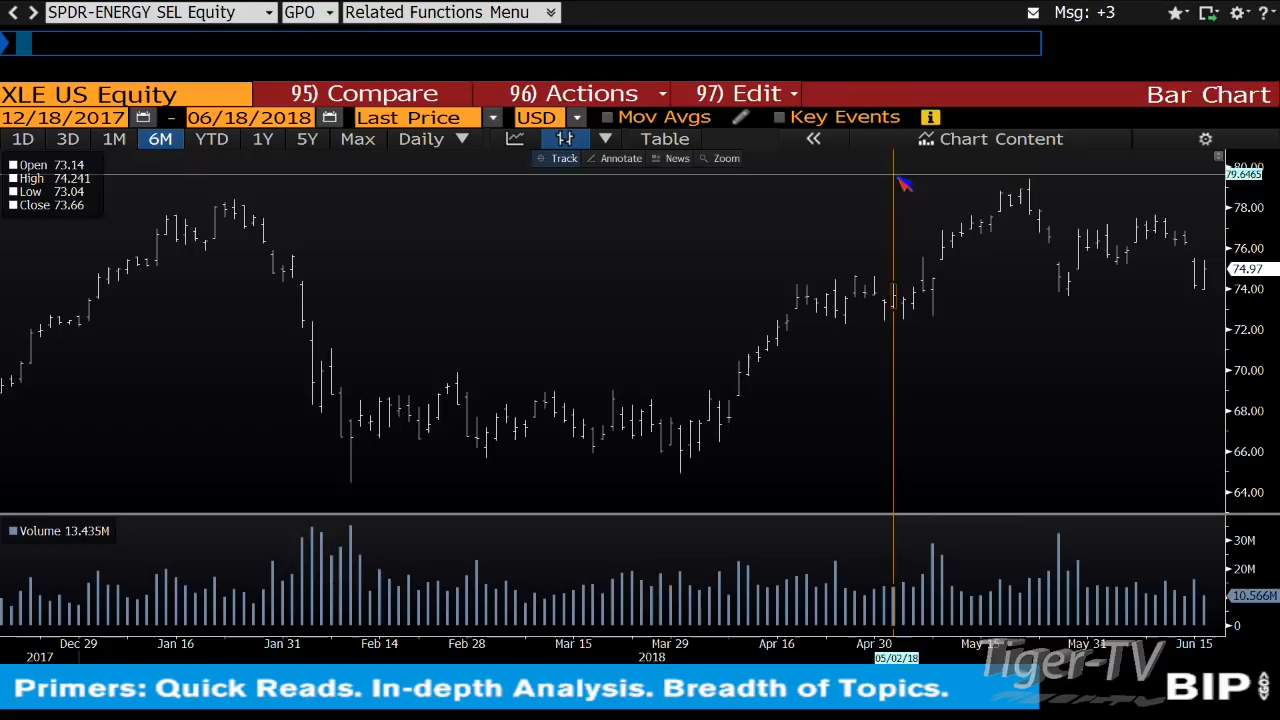 SPDR-ENERGY SEL Equity GPO Related Functions Menu Msg: +3 ?
XLE US Equity 95) Compare 96) Actions 97) Edit Bar Chart
12/18/2017 - 06/18/2018 Last Price USD Mov Avgs Key Events i
1D 3D 1M 6M YTD 1Y 5Y Max Daily Table « Chart Content
Track Annotate News Zoom
Open 73.14
High 74.241
Low 73.04
Close 73.66
80.00
79.6465
78.00
76.00
74.97
74.00
72.00
70.00
68.00
66.00
64.00
Volume 13.435M
30M
20M
10.566M
0
Dec 29 Jan 16 Jan 31 Feb 14 Feb 28 Mar 15 Mar 29 Apr 16 Apr 30 May 15 May 31 Jun 15
2017 2018 05/02/18
Tiger-TV
Primers: Quick Reads. In-depth Analysis. Breadth of Topics.
BIP GO